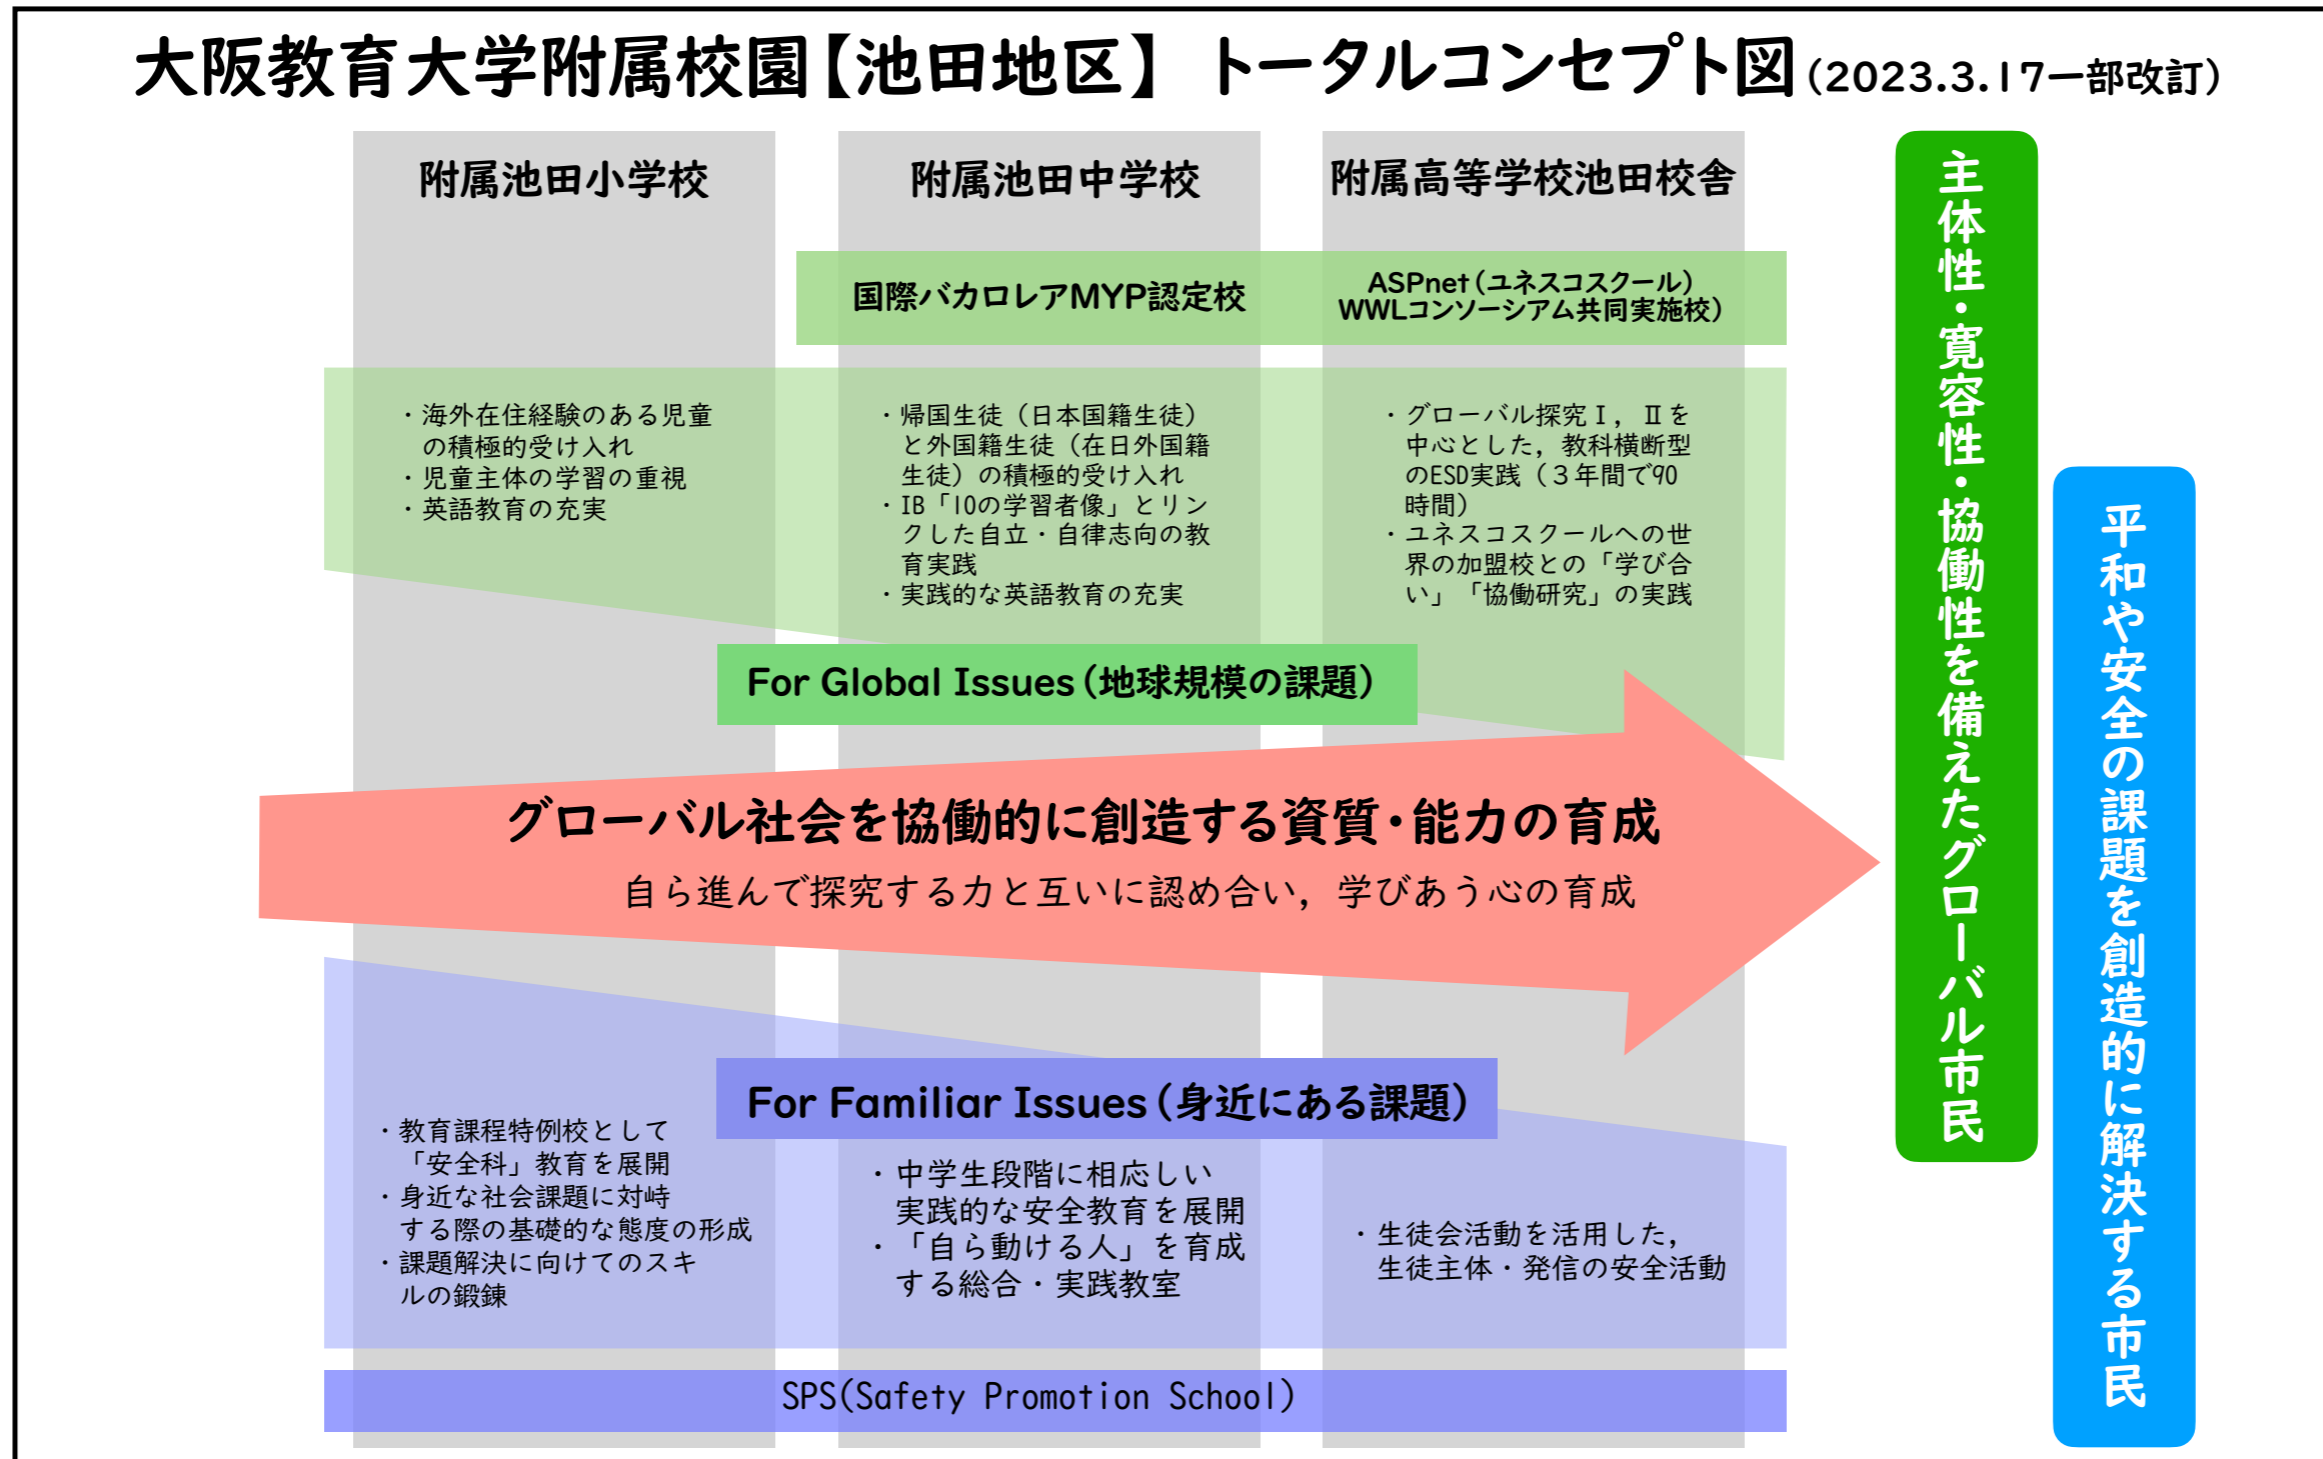 大阪教育大学附属校園【池田地区】 トータルコンセプト図(2023.3.17一部改訂)
附属池田小学校
附属池田中学校
附属高等学校池田校舎
国際バカロレアMYP認定校
ASPnet(ユネスコスクール)
WWLコンソーシアム共同実施校)
・海外在住経験のある児童
の積極的受け入れ
・児童主体の学習の重視
・英語教育の充実
・帰国生徒(日本国籍生徒)
と外国籍生徒(在日外国籍
生徒)の積極的受け入れ
・IB「10の学習者像」とリン
クした自立・自律志向の教
育実践
・実践的な英語教育の充実
・グローバル探究Ⅰ,Ⅱを
中心とした,教科横断型
のESD実践(3年間で90
時間)
・ユネスコスクールへの世
界の加盟校との「学び合
い」「協働研究」の実践
For Global Issues(地球規模の課題)
グローバル社会を協働的に創造する資質・能力の育成
自ら進んで探究する力と互いに認め合い,学びあう心の育成
For Familiar Issues(身近にある課題)
・教育課程特例校として
「安全科」教育を展開
・身近な社会課題に対峙
する際の基礎的な態度の形成
・課題解決に向けてのスキ
ルの鍛錬
・中学生段階に相応しい
実践的な安全教育を展開
・「自ら動ける人」を育成
する総合・実践教室
・生徒会活動を活用した,
生徒主体・発信の安全活動
SPS(Safety Promotion School)
主体性・寛容性・協働性を備えたグローバル市民
平和や安全の課題を創造的に解決する市民